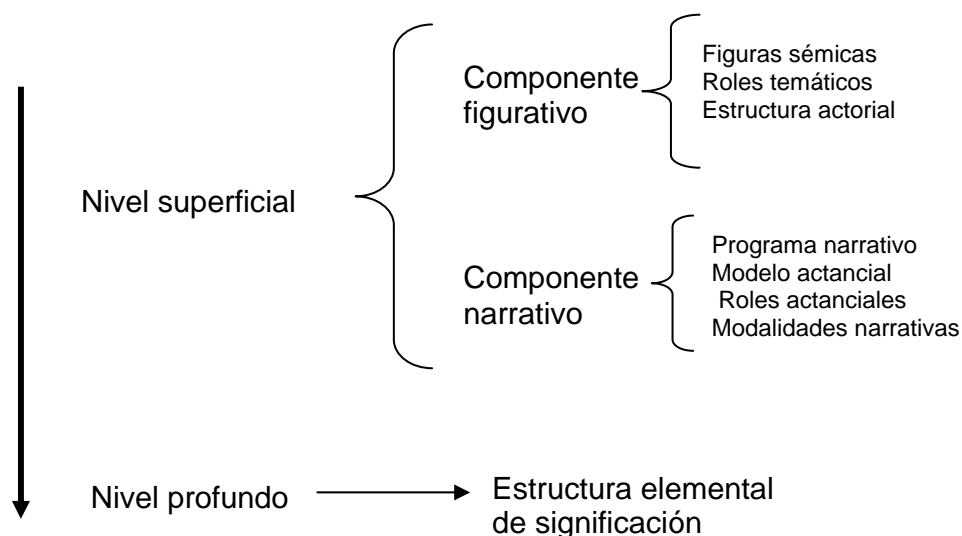 Nivel superficial
Componente
figurativo
Figuras sémicas
Roles temáticos
Estructura actorial
Componente
narrativo
Programa narrativo
Modelo actancial
Roles actanciales
Modalidades narrativas
Nivel profundo
Estructura elemental
de significación